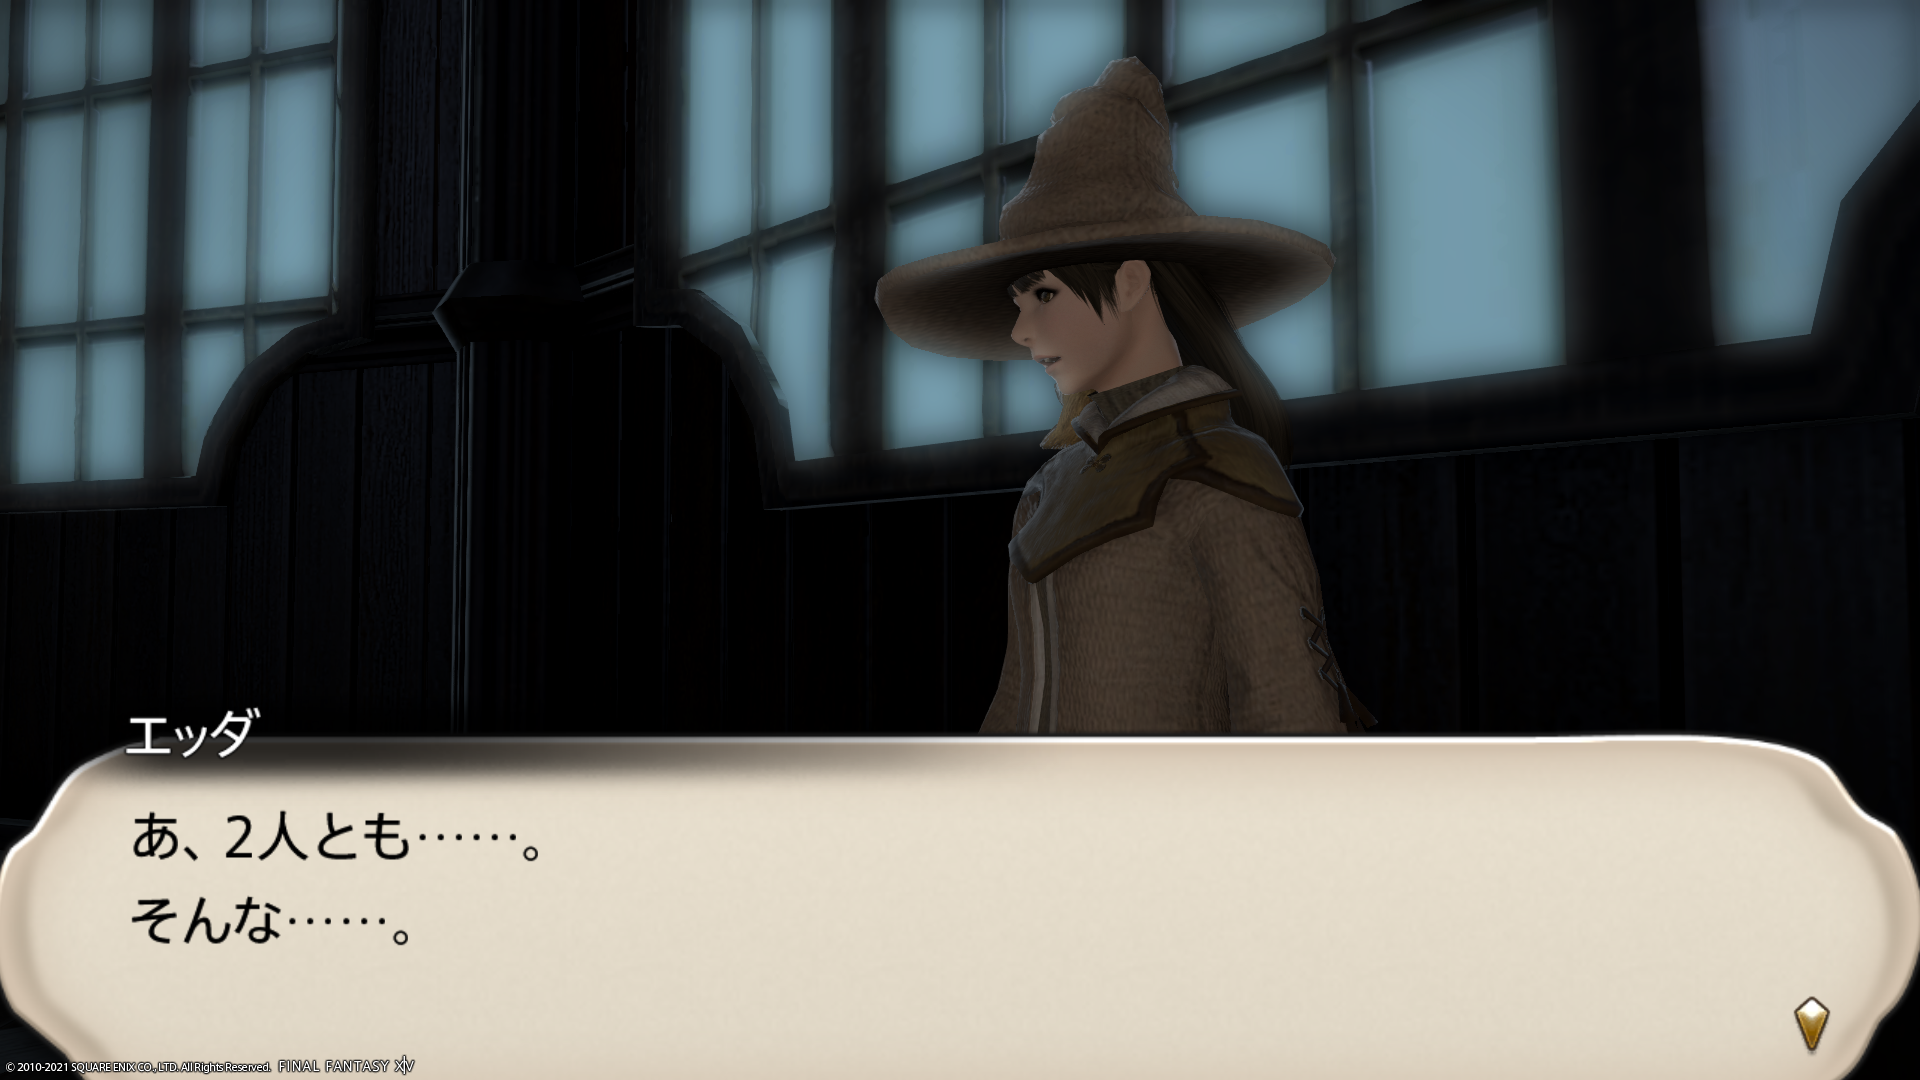 エッダ
あ、2人とも……。
そんな……。
© 2010-2021 SQUARE ENIX CO., LTD. All Rights Reserved. FINAL FANTASY XIV